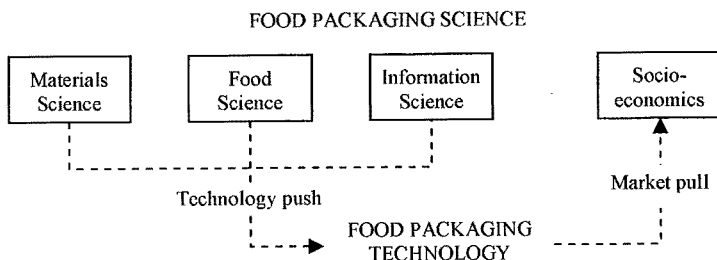 FOOD PACKAGING SCIENCE
Materials
Science
Food
Science
Information
Science
Socio-
economics
Technology push
Market pull
FOOD PACKAGING
TECHNOLOGY